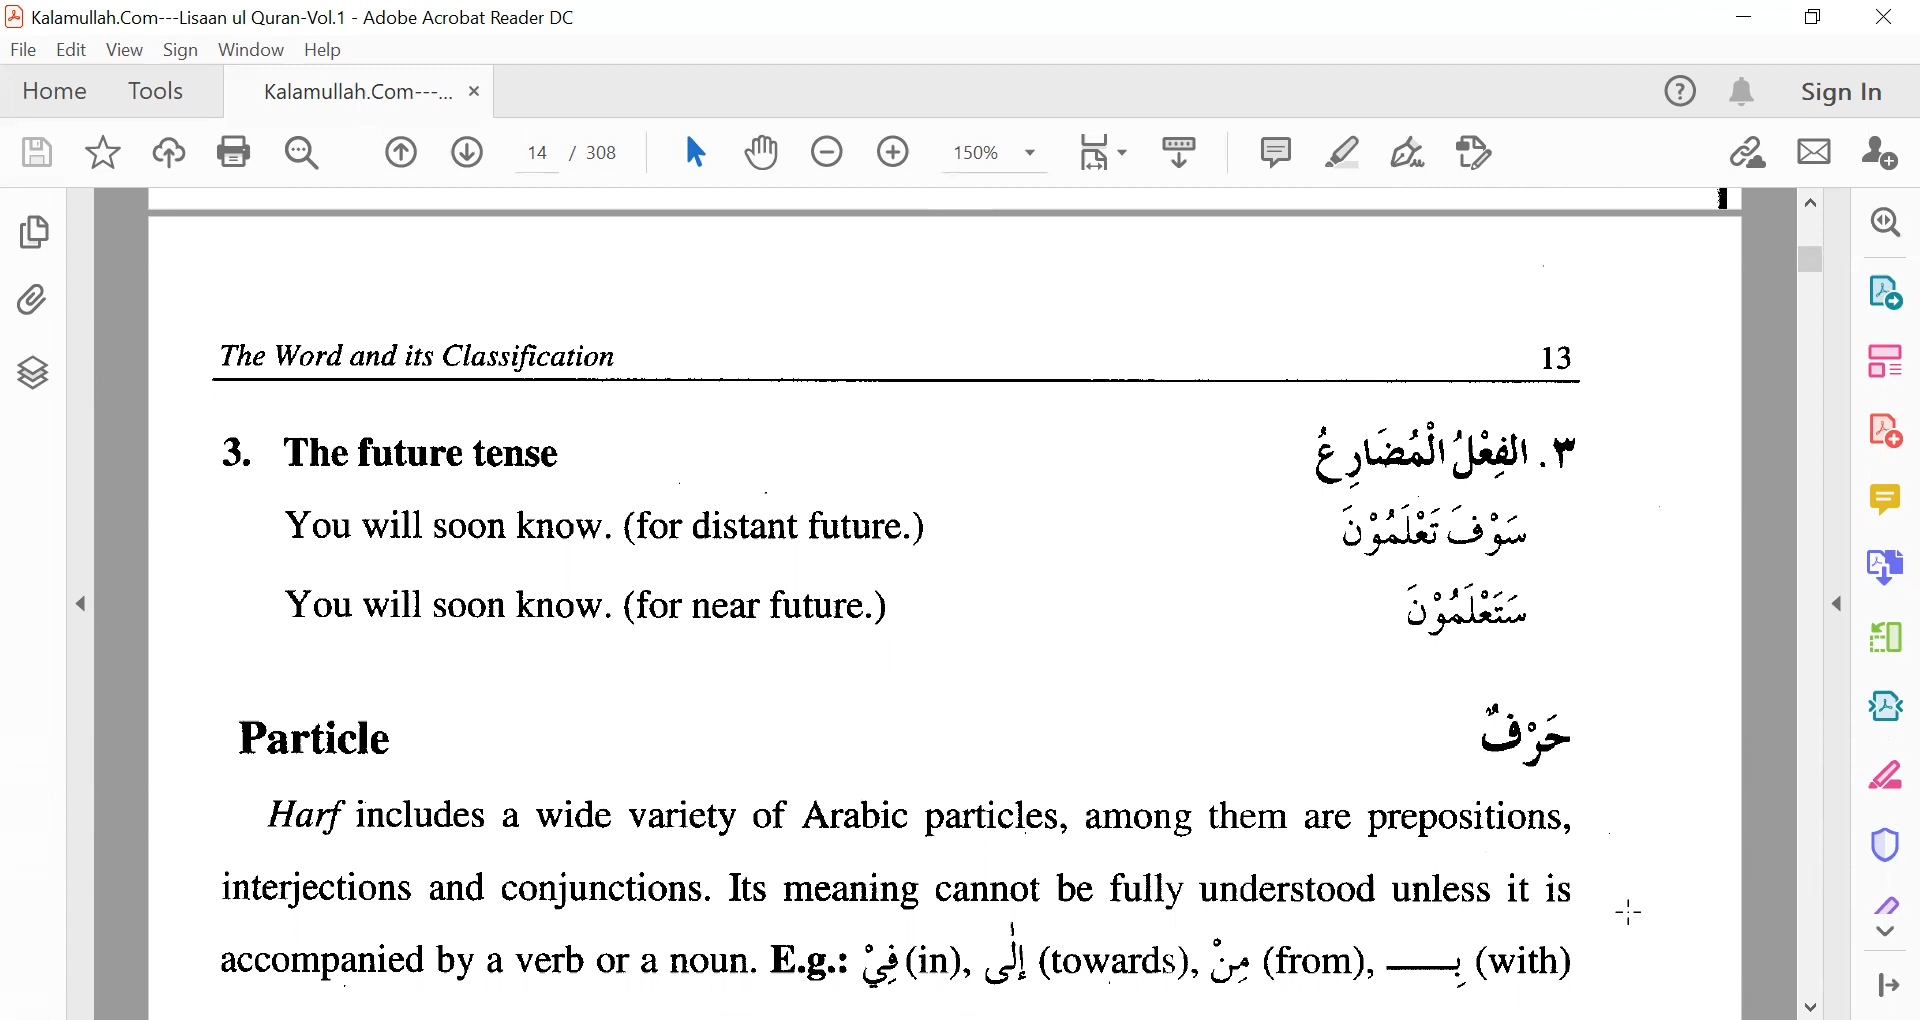 Kalamullah.Com---Lisaan ul Quran-Vol.1 - Adobe Acrobat Reader DC
File Edit View Sign Window Help
Home Tools Kalamullah.Com---... × Sign In
14 / 308 150%
The Word and its Classification 13
3. The future tense ٣. الفِعْلُ الْمُضَارِعُ
You will soon know. (for distant future.) سَوْفَ تَعْلَمُوْنَ
You will soon know. (for near future.) سَتَعْلَمُوْنَ
Particle حَرْفٌ
Harf includes a wide variety of Arabic particles, among them are prepositions,
interjections and conjunctions. Its meaning cannot be fully understood unless it is
accompanied by a verb or a noun. E.g.: فِيْ (in), إِلٰى (towards), مِنْ (from), بِـــــ (with)